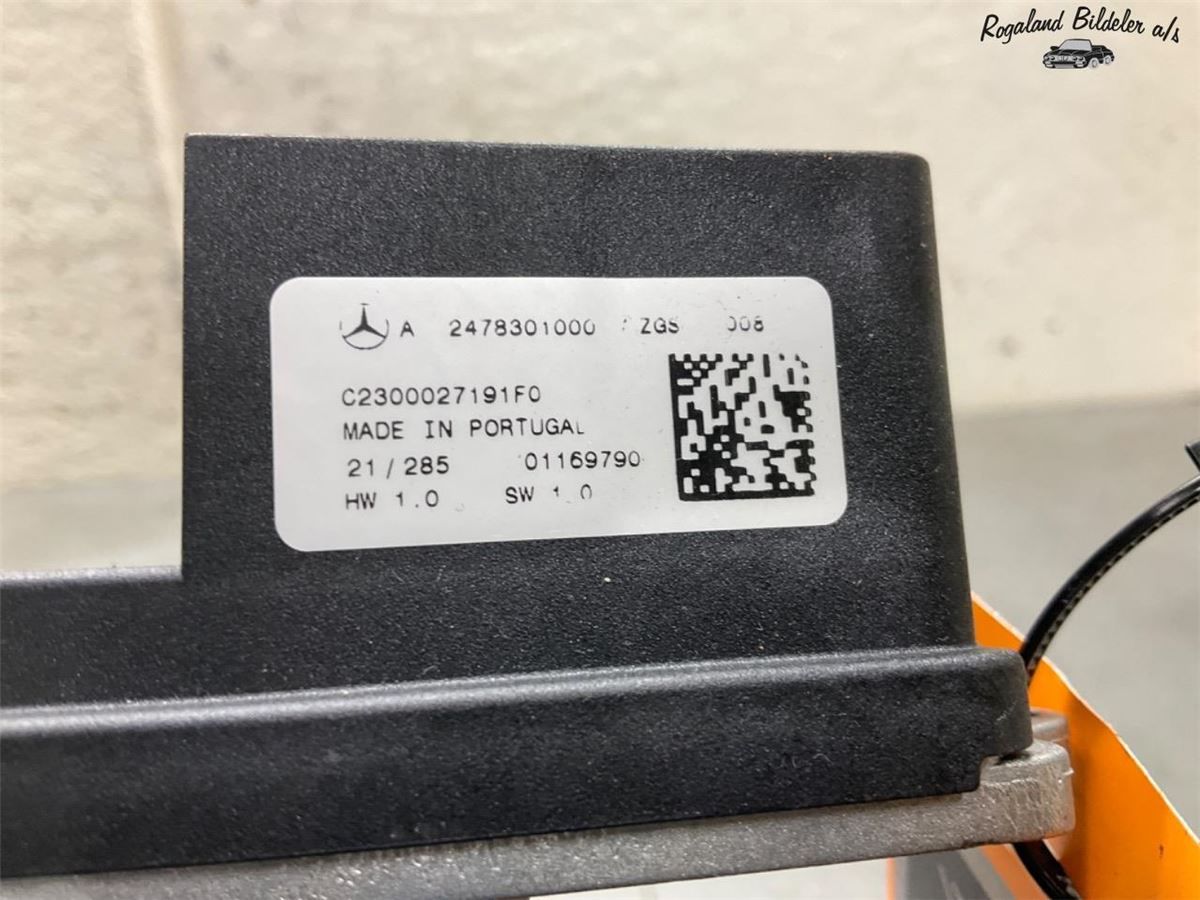 Rogaland Bildeler a/s
A 2478301000 ZGS 008
C2300027191F0
MADE IN PORTUGAL
21/285 01169790
HW 1.0 SW 1.0